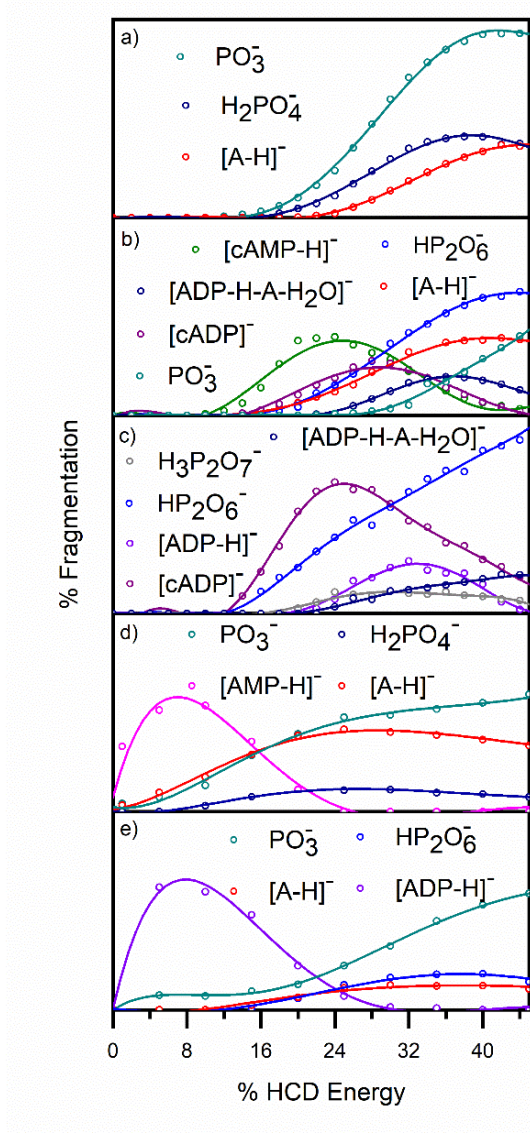 a)
PO₃⁻
H₂PO₄⁻
[A-H]⁻
b)
[cAMP-H]⁻ HP₂O₆⁻
[ADP-H-A-H₂O]⁻ [A-H]⁻
[cADP]⁻
PO₃⁻
c)
[ADP-H-A-H₂O]⁻
H₃P₂O₇⁻
HP₂O₆⁻
[ADP-H]⁻
[cADP]⁻
d)
PO₃⁻ H₂PO₄⁻
[AMP-H]⁻ [A-H]⁻
e)
PO₃⁻ HP₂O₆⁻
[A-H]⁻ [ADP-H]⁻
0 8 16 24 32 40
% HCD Energy
% Fragmentation